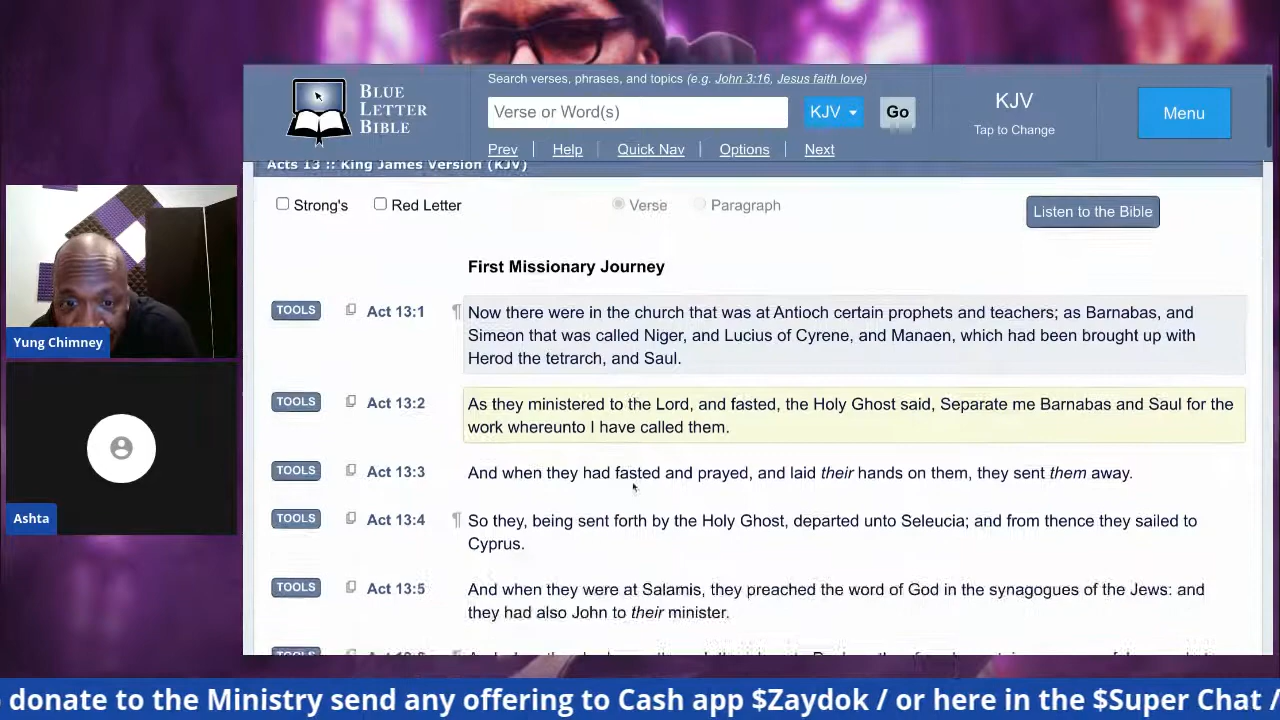 Search verses, phrases, and topics (e.g. John 3:16, Jesus faith love)
BLUE
LETTER
BIBLE
Verse or Word(s)
KJV
Go
KJV
Tap to Change
Menu
Prev
Help
Quick Nav
Options
Next
Acts 13 :: King James Version (KJV)
Strong's
Red Letter
Verse
Paragraph
Listen to the Bible
First Missionary Journey
TOOLS Act 13:1 ¶ Now there were in the church that was at Antioch certain prophets and teachers; as Barnabas, and
Simeon that was called Niger, and Lucius of Cyrene, and Manaen, which had been brought up with
Herod the tetrarch, and Saul.
TOOLS Act 13:2 As they ministered to the Lord, and fasted, the Holy Ghost said, Separate me Barnabas and Saul for the
work whereunto I have called them.
TOOLS Act 13:3 And when they had fasted and prayed, and laid their hands on them, they sent them away.
TOOLS Act 13:4 ¶ So they, being sent forth by the Holy Ghost, departed unto Seleucia; and from thence they sailed to
Cyprus.
TOOLS Act 13:5 And when they were at Salamis, they preached the word of God in the synagogues of the Jews: and
they had also John to their minister.
Yung Chimney
Ashta
donate to the Ministry send any offering to Cash app $Zaydok / or here in the $Super Chat /